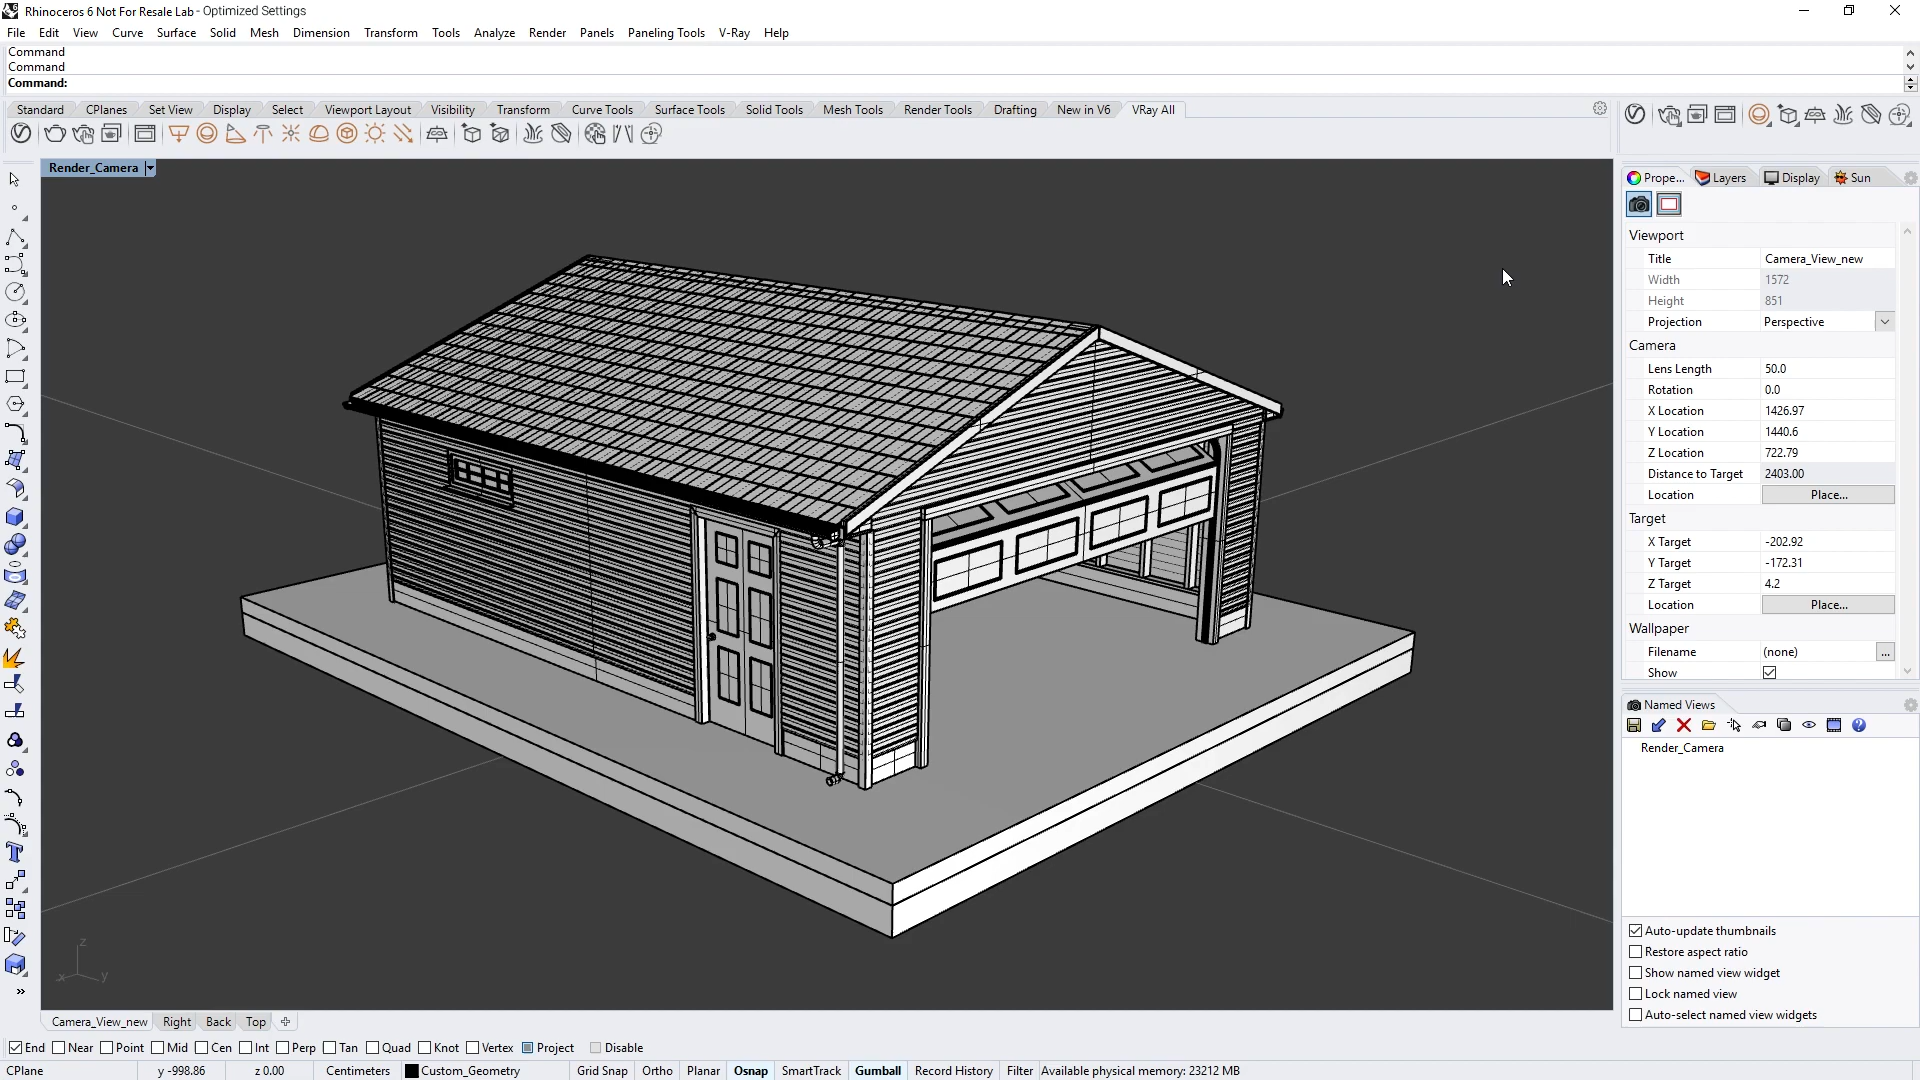 Rhinoceros 6 Not For Resale Lab - Optimized Settings
File Edit View Curve Surface Solid Mesh Dimension Transform Tools Analyze Render Panels Paneling Tools V-Ray Help
Command
Command
Command:
Standard CPlanes Set View Display Select Viewport Layout Visibility Transform Curve Tools Surface Tools Solid Tools Mesh Tools Render Tools Drafting New in V6 VRay All
Render_Camera
Prope... Layers Display Sun
Viewport
Title Camera_View_new
Width 1572
Height 851
Projection Perspective
Camera
Lens Length 50.0
Rotation 0.0
X Location 1426.97
Y Location 1440.6
Z Location 722.79
Distance to Target 2403.00
Location Place...
Target
X Target -202.92
Y Target -172.31
Z Target 4.2
Location Place...
Wallpaper
Filename (none) ...
Show
Named Views
Render_Camera
Auto-update thumbnails
Restore aspect ratio
Show named view widget
Lock named view
Auto-select named view widgets
z
x y
Camera_View_new Right Back Top
End Near Point Mid Cen Int Perp Tan Quad Knot Vertex Project Disable
CPlane y -998.86 z 0.00 Centimeters Custom_Geometry Grid Snap Ortho Planar Osnap SmartTrack Gumball Record History Filter Available physical memory: 23212 MB